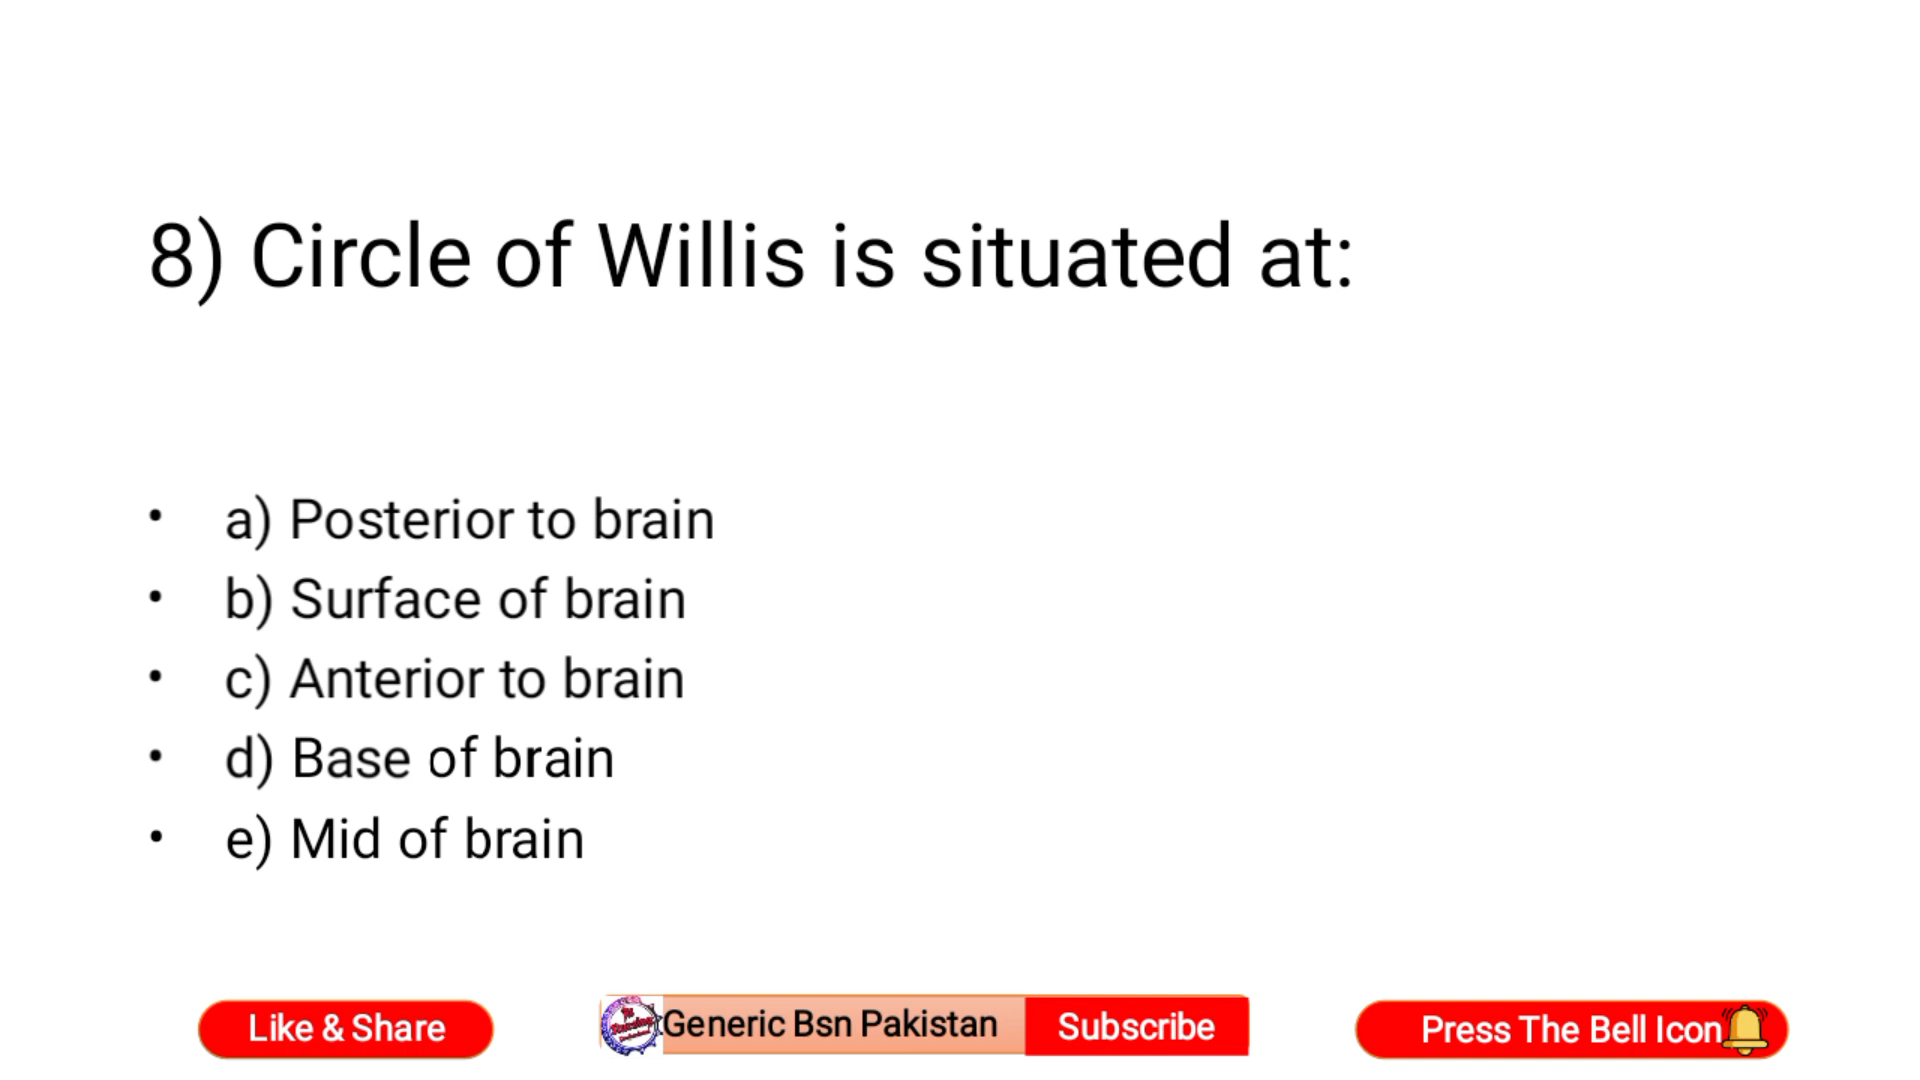 8) Circle of Willis is situated at:
• a) Posterior to brain
• b) Surface of brain
• c) Anterior to brain
• d) Base of brain
• e) Mid of brain
Like & Share
Generic Bsn Pakistan
Subscribe
Press The Bell Icon